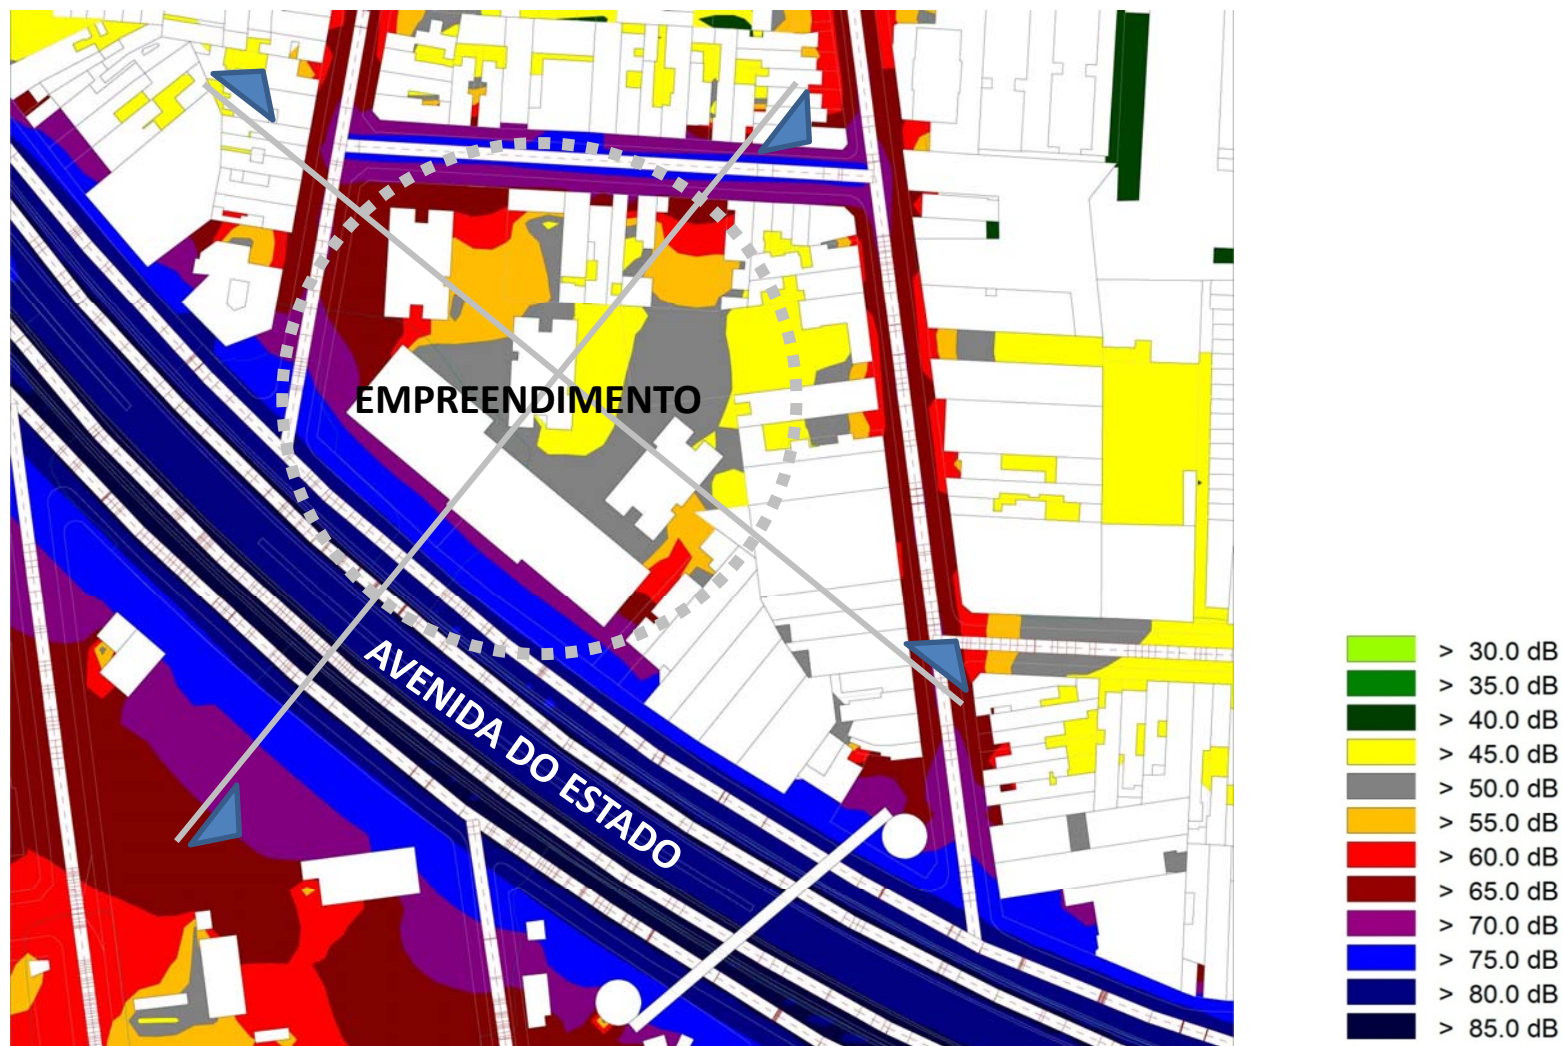 EMPREENDIMENTO
AVENIDA DO ESTADO
> 30.0 dB
> 35.0 dB
> 40.0 dB
> 45.0 dB
> 50.0 dB
> 55.0 dB
> 60.0 dB
> 65.0 dB
> 70.0 dB
> 75.0 dB
> 80.0 dB
> 85.0 dB